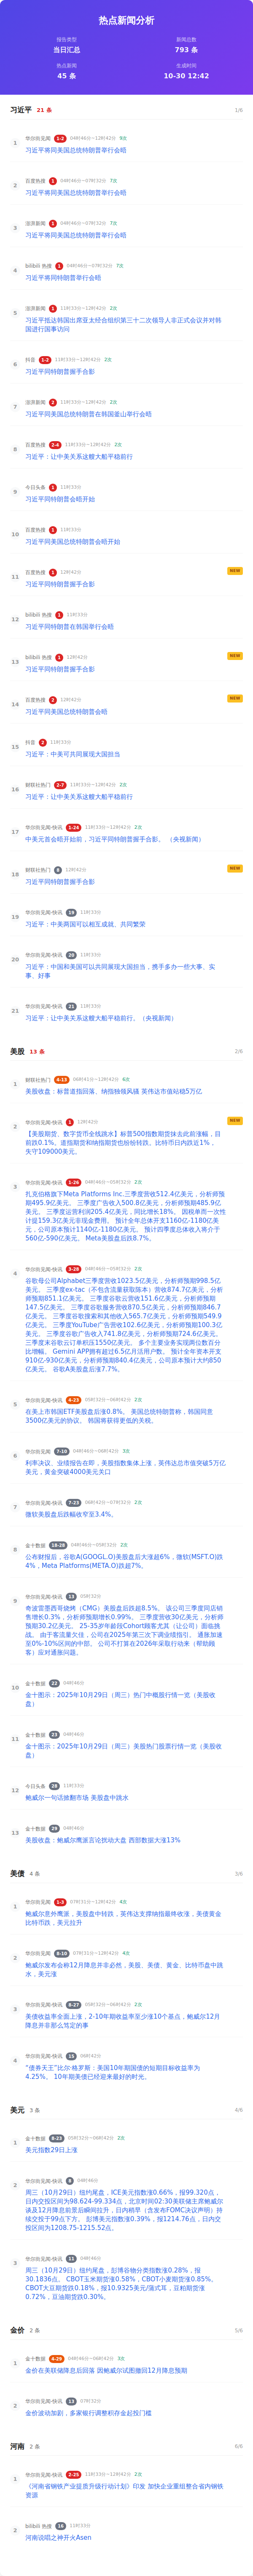 热点新闻分析
报告类型
新闻总数
当日汇总
793 条
热点新闻
生成时间
45 条
10-30 12:42
习近平 21 条 1/6
1
华尔街见闻 1-2 04时46分~12时42分 9次
习近平将同美国总统特朗普举行会晤
2
百度热搜 1 04时46分~07时32分 7次
习近平将同美国总统特朗普举行会晤
3
澎湃新闻 1 04时46分~07时32分 7次
习近平将同美国总统特朗普举行会晤
4
bilibili 热搜 1 04时46分~07时32分 7次
习近平将同特朗普举行会晤
5
澎湃新闻 1 11时33分~12时42分 2次
习近平抵达韩国出席亚太经合组织第三十二次领导人非正式会议并对韩
国进行国事访问
6
抖音 1-2 11时33分~12时42分 2次
习近平同特朗普握手合影
7
澎湃新闻 2 11时33分~12时42分 2次
习近平同美国总统特朗普在韩国釜山举行会晤
8
百度热搜 2-4 11时33分~12时42分 2次
习近平：让中美关系这艘大船平稳前行
9
今日头条 1 11时33分
习近平同特朗普会晤开始
10
百度热搜 1 11时33分
习近平同美国总统特朗普会晤开始
11
百度热搜 1 12时42分
NEW
习近平同特朗普握手合影
12
bilibili 热搜 1 11时33分
习近平同特朗普在韩国举行会晤
13
bilibili 热搜 1 12时42分
NEW
习近平同特朗普握手合影
14
百度热搜 2 12时42分
NEW
习近平同美国总统特朗普会晤
15
抖音 2 11时33分
习近平：中美可共同展现大国担当
16
财联社热门 2-7 11时33分~12时42分 2次
习近平：让中美关系这艘大船平稳前行
17
华尔街见闻-快讯 1-24 11时33分~12时42分 2次
中美元首会晤开始前，习近平同特朗普握手合影。（央视新闻）
18
财联社热门 8 12时42分
NEW
习近平同特朗普握手合影
19
华尔街见闻-快讯 19 11时33分
习近平：中美两国可以相互成就、共同繁荣
20
华尔街见闻-快讯 20 11时33分
习近平：中国和美国可以共同展现大国担当，携手多办一些大事、实
事、好事
21
华尔街见闻-快讯 21 11时33分
习近平：让中美关系这艘大船平稳前行。（央视新闻）
美股 13 条 2/6
1
财联社热门 4-13 06时41分~12时42分 6次
美股收盘：标普道指回落、纳指独领风骚 英伟达市值站稳5万亿
2
华尔街见闻-快讯 1 12时42分
NEW
【美股期货、数字货币全线跳水】标普500指数期货抹去此前涨幅，目
前跌0.1%。道指期货和纳指期货也纷纷转跌。比特币日内跌近1%，
失守109000美元。
3
华尔街见闻-快讯 1-26 04时46分~05时32分 2次
扎克伯格旗下Meta Platforms Inc.三季度营收512.4亿美元，分析师预
期495.9亿美元。 三季度广告收入500.8亿美元，分析师预期485.9亿
美元。 三季度运营利润205.4亿美元，同比增长18%。 因税单而一次性
计提159.3亿美元非现金费用。 预计全年总体开支1160亿-1180亿美
元，公司原本预计1140亿-1180亿美元。 预计四季度总体收入将介于
560亿-590亿美元。 Meta美股盘后跌8.7%。
4
华尔街见闻-快讯 3-28 04时46分~05时32分 2次
谷歌母公司Alphabet三季度营收1023.5亿美元，分析师预期998.5亿
美元。 三季度ex-tac（不包含流量获取版本）营收874.7亿美元，分析
师预期851.1亿美元。 三季度谷歌云营收151.6亿美元，分析师预期
147.5亿美元。 三季度谷歌服务营收870.5亿美元，分析师预期846.7
亿美元。 三季度谷歌搜索和其他收入565.7亿美元，分析师预期549.9
亿美元。 三季度YouTube广告营收102.6亿美元，分析师预期100.3亿
美元。 三季度谷歌广告收入741.8亿美元，分析师预期724.6亿美元。
三季度末谷歌云订单积压1550亿美元。 多个主要业务实现两位数百分
比增幅。 Gemini APP拥有超过6.5亿月活用户数。 预计全年资本开支
910亿-930亿美元，分析师预期840.4亿美元，公司原本预计大约850
亿美元。 谷歌A美股盘后涨7.7%。
5
华尔街见闻-快讯 4-23 05时32分~06时42分 2次
在美上市韩国ETF美股盘后涨0.8%。 美国总统特朗普称，韩国同意
3500亿美元的协议。 韩国将获得更低的关税。
6
华尔街见闻 7-10 04时46分~06时42分 3次
利率决议、业绩报告在即，美股指数集体上涨，英伟达总市值突破5万亿
美元，黄金突破4000美元关口
7
华尔街见闻-快讯 7-23 06时42分~07时32分 2次
微软美股盘后跌幅收窄至3.4%。
8
金十数据 18-28 04时46分~05时32分 2次
公布财报后，谷歌A(GOOGL.O)美股盘后大涨超6%，微软(MSFT.O)跌
4%，Meta Platforms(META.O)跌超7%。
9
华尔街见闻-快讯 13 05时32分
奇波雷墨西哥烧烤（CMG）美股盘后跌超8.5%。 该公司三季度同店销
售增长0.3%，分析师预期增长0.99%。 三季度营收30亿美元，分析师
预期30.2亿美元。 25-35岁年龄段Cohort顾客尤其（让公司）面临挑
战。 由于客流量欠佳，公司在2025年第三次下调业绩指引。 通胀加速
至0%-10%区间的中部。 公司不打算在2026年采取行动来（帮助顾
客）应对通胀问题。
10
金十数据 22 04时46分
金十图示：2025年10月29日（周三）热门中概股行情一览（美股收
盘）
11
金十数据 23 04时46分
金十图示：2025年10月29日（周三）美股热门股票行情一览（美股收
盘）
12
今日头条 28 11时33分
鲍威尔一句话掀翻市场 美股盘中跳水
13
金十数据 29 04时46分
美股收盘：鲍威尔鹰派言论扰动大盘 西部数据大涨13%
美债 4 条 3/6
1
华尔街见闻 1-3 07时31分~12时42分 4次
鲍威尔意外鹰派，美股盘中转跌，英伟达支撑纳指最终收涨，美债黄金
比特币跌，美元拉升
2
华尔街见闻 8-10 07时31分~12时42分 4次
鲍威尔发布会称12月降息并非必然，美股、美债、黄金、比特币盘中跳
水，美元涨
3
华尔街见闻-快讯 8-27 05时32分~06时42分 2次
美债收益率全面上涨，2-10年期收益率至少涨10个基点，鲍威尔12月
降息并非那么笃定的事
4
华尔街见闻-快讯 15 06时42分
“债券天王”比尔·格罗斯：美国10年期国债的短期目标收益率为
4.25%。 10年期美债已经迎来最好的时光。
美元 3 条 4/6
1
金十数据 8-23 05时32分~06时42分 2次
美元指数29日上涨
2
华尔街见闻-快讯 9 04时46分
周三（10月29日）纽约尾盘，ICE美元指数涨0.66%，报99.320点，
日内交投区间为98.624-99.334点，北京时间02:30美联储主席鲍威尔
谈及12月降息前景后瞬间拉升，日内稍早（含发布FOMC决议声明）持
续交投于99点下方。 彭博美元指数涨0.39%，报1214.76点，日内交
投区间为1208.75-1215.52点。
3
华尔街见闻-快讯 11 04时46分
周三（10月29日）纽约尾盘，彭博谷物分类指数涨0.28%，报
30.1836点。 CBOT玉米期货涨0.58%，CBOT小麦期货涨0.85%。
CBOT大豆期货跌0.18%，报10.9325美元/蒲式耳，豆粕期货涨
0.72%，豆油期货跌0.30%。
金价 2 条 5/6
1
金十数据 4-29 04时46分~06时42分 3次
金价在美联储降息后回落 因鲍威尔试图撤回12月降息预期
2
华尔街见闻-快讯 13 07时32分
金价波动加剧，多家银行调整积存金起投门槛
河南 2 条 6/6
1
华尔街见闻-快讯 2-25 11时33分~12时42分 2次
《河南省钢铁产业提质升级行动计划》印发 加快企业重组整合省内钢铁
资源
2
bilibili 热搜 16 11时33分
河南说唱之神开火Asen